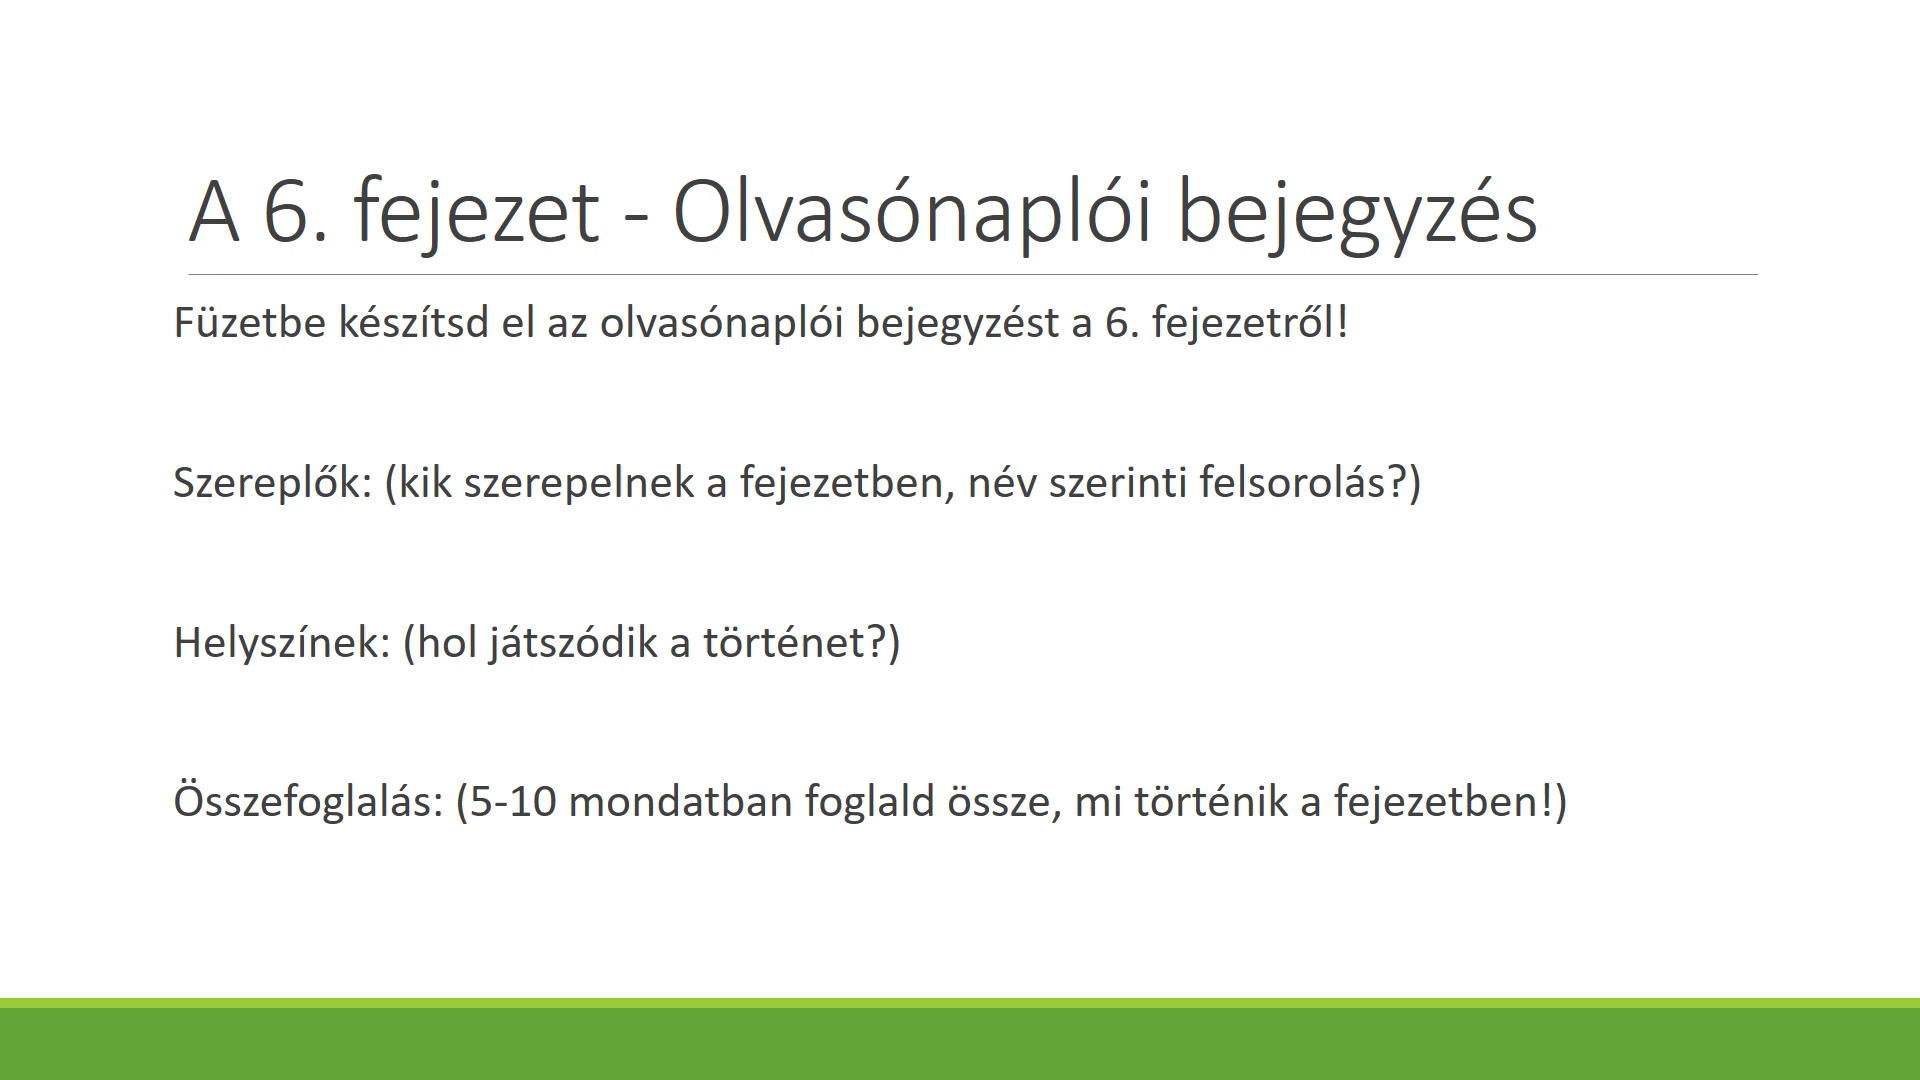 A 6. fejezet - Olvasónaplói bejegyzés
Füzetbe készítsd el az olvasónaplói bejegyzést a 6. fejezetről!
Szereplők: (kik szerepelnek a fejezetben, név szerinti felsorolás?)
Helyszínek: (hol játszódik a történet?)
Összefoglalás: (5-10 mondatban foglald össze, mi történik a fejezetben!)